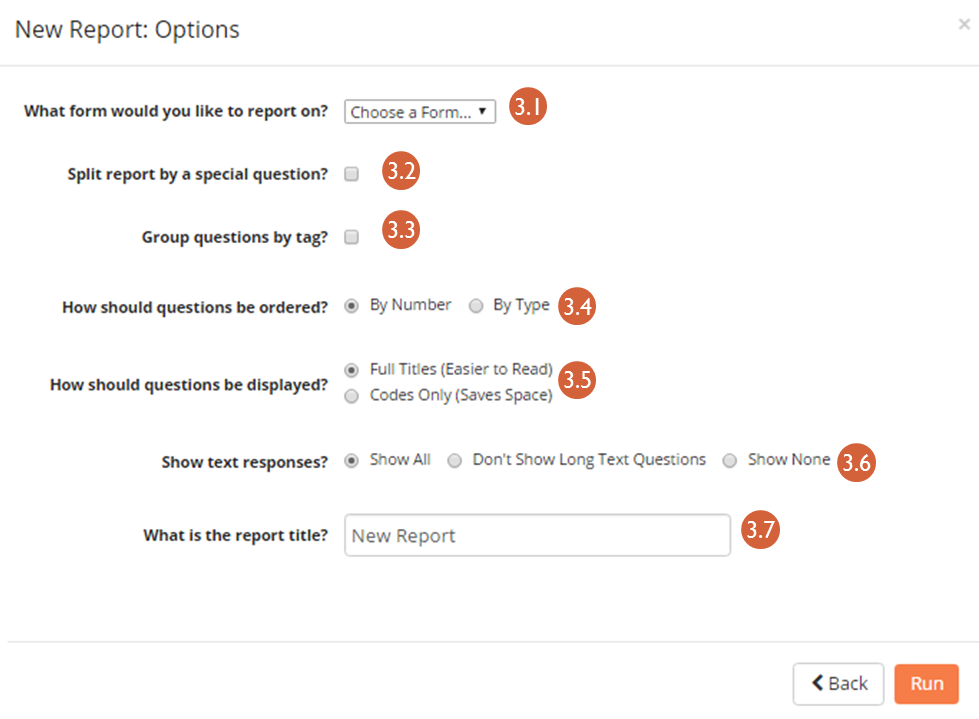 New Report: Options ×
What form would you like to report on? Choose a Form... ▼ 3.1
Split report by a special question? 3.2
Group questions by tag? 3.3
How should questions be ordered? By Number By Type 3.4
Full Titles (Easier to Read)
How should questions be displayed? 3.5
Codes Only (Saves Space)
Show text responses? Show All Don't Show Long Text Questions Show None 3.6
What is the report title? New Report 3.7
Back Run